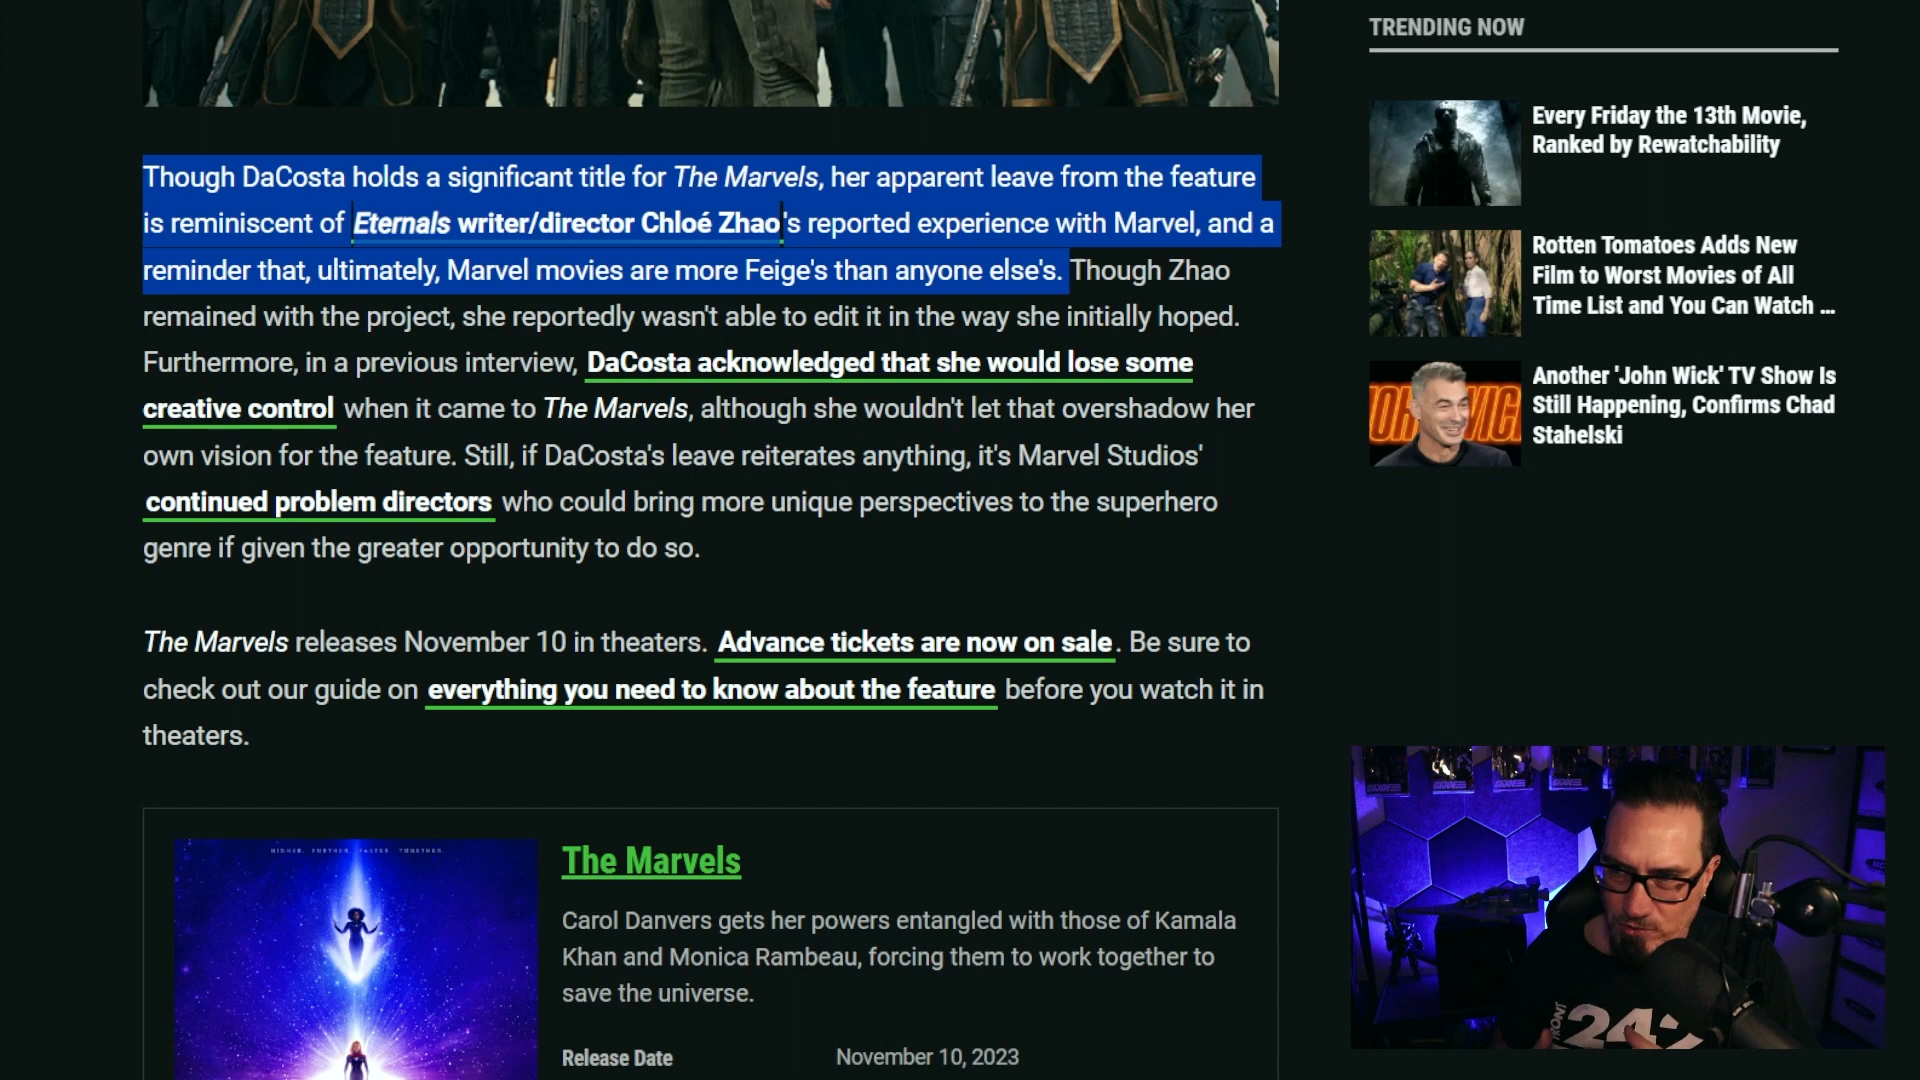 Though DaCosta holds a significant title for The Marvels, her apparent leave from the feature
is reminiscent of Eternals writer/director Chloé Zhao's reported experience with Marvel, and a
reminder that, ultimately, Marvel movies are more Feige's than anyone else's. Though Zhao
remained with the project, she reportedly wasn't able to edit it in the way she initially hoped.
Furthermore, in a previous interview, DaCosta acknowledged that she would lose some
creative control when it came to The Marvels, although she wouldn't let that overshadow her
own vision for the feature. Still, if DaCosta's leave reiterates anything, it's Marvel Studios'
continued problem directors who could bring more unique perspectives to the superhero
genre if given the greater opportunity to do so.
The Marvels releases November 10 in theaters. Advance tickets are now on sale. Be sure to
check out our guide on everything you need to know about the feature before you watch it in
theaters.
HIGHER. FURTHER. FASTER. TOGETHER.
The Marvels
Carol Danvers gets her powers entangled with those of Kamala
Khan and Monica Rambeau, forcing them to work together to
save the universe.
Release Date November 10, 2023
TRENDING NOW
Every Friday the 13th Movie,
Ranked by Rewatchability
Rotten Tomatoes Adds New
Film to Worst Movies of All
Time List and You Can Watch ...
Another 'John Wick' TV Show Is
Still Happening, Confirms Chad
Stahelski
FRONT
242